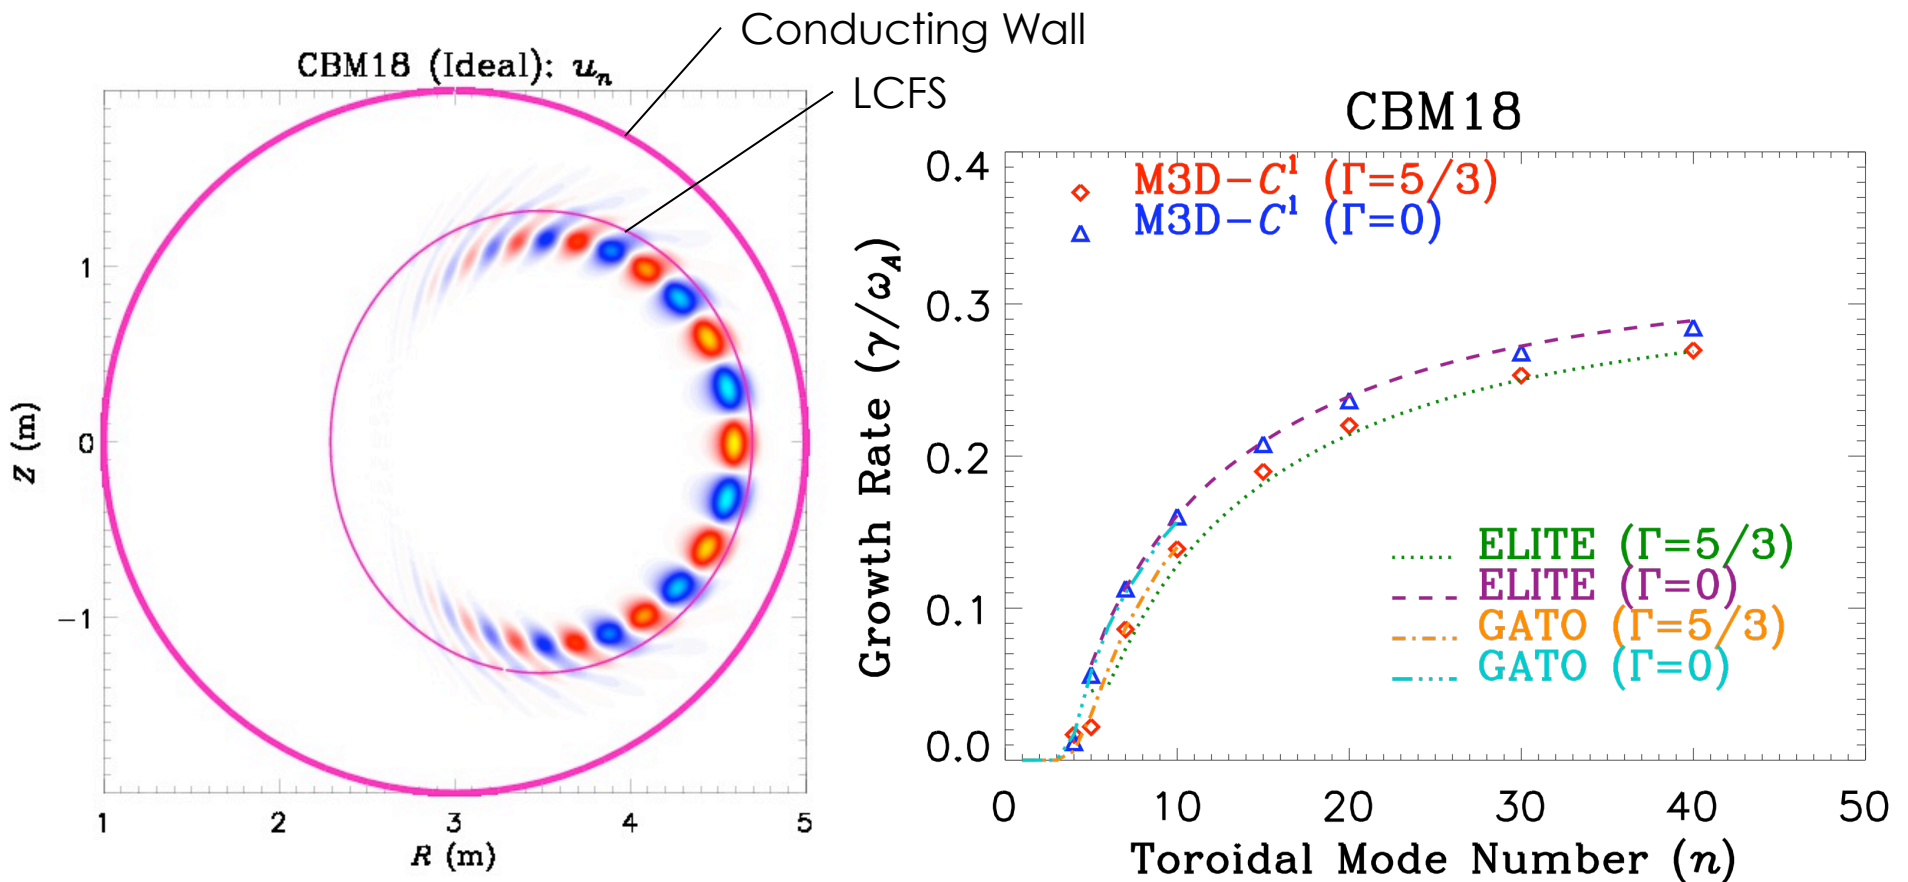 Conducting Wall
CBM18 (Ideal): uₙ
LCFS
1
0
−1
Z (m)
1 2 3 4 5
R (m)
CBM18
M3D−C¹ (Γ=5/3)
M3D−C¹ (Γ=0)
0.4
0.3
0.2
0.1
0.0
Growth Rate (γ/ω_A)
ELITE (Γ=5/3)
ELITE (Γ=0)
GATO (Γ=5/3)
GATO (Γ=0)
0 10 20 30 40 50
Toroidal Mode Number (n)